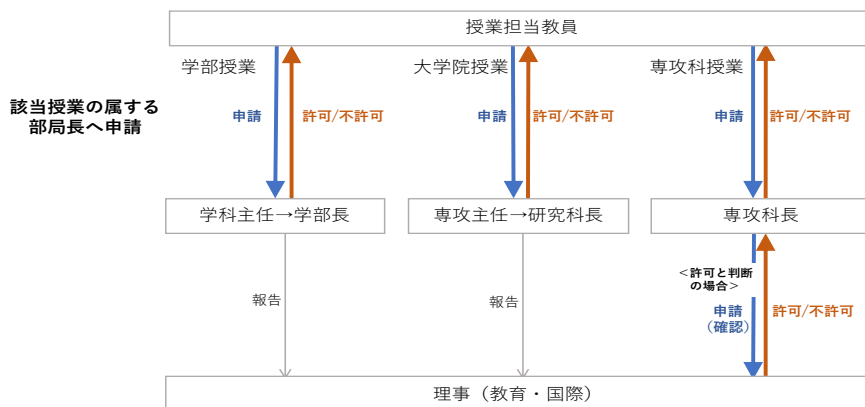 授業担当教員
学部授業
大学院授業
専攻科授業
該当授業の属する
部局長へ申請
申請
許可/不許可
申請
許可/不許可
申請
許可/不許可
学科主任→学部長
専攻主任→研究科長
専攻科長
報告
報告
＜許可と判断
の場合＞
申請
（確認）
許可/不許可
理事（教育・国際）